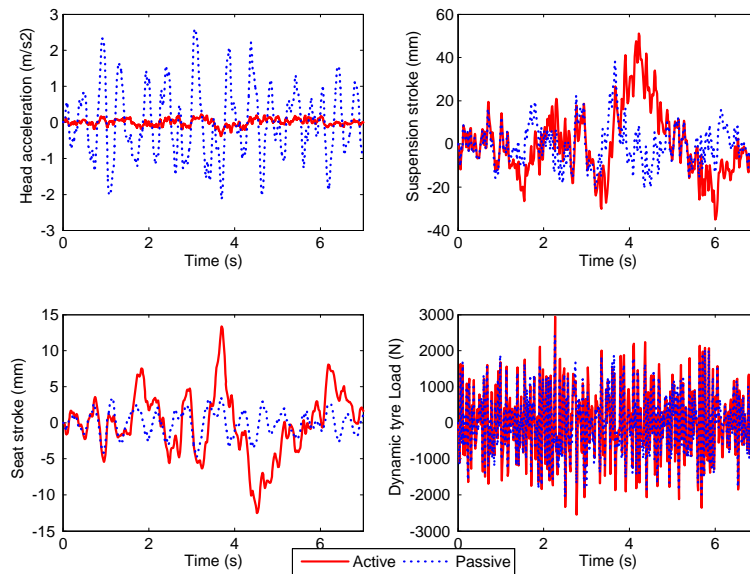 3
2
1
0
-1
-2
-3
0 2 4 6
Head acceleration (m/s2)
Time (s)
60
40
20
0
-20
-40
0 2 4 6
Suspension stroke (mm)
Time (s)
15
10
5
0
-5
-10
-15
0 2 4 6
Seat stroke (mm)
Time (s)
3000
2000
1000
0
-1000
-2000
-3000
0 2 4 6
Dynamic tyre Load (N)
Time (s)
Active Passive